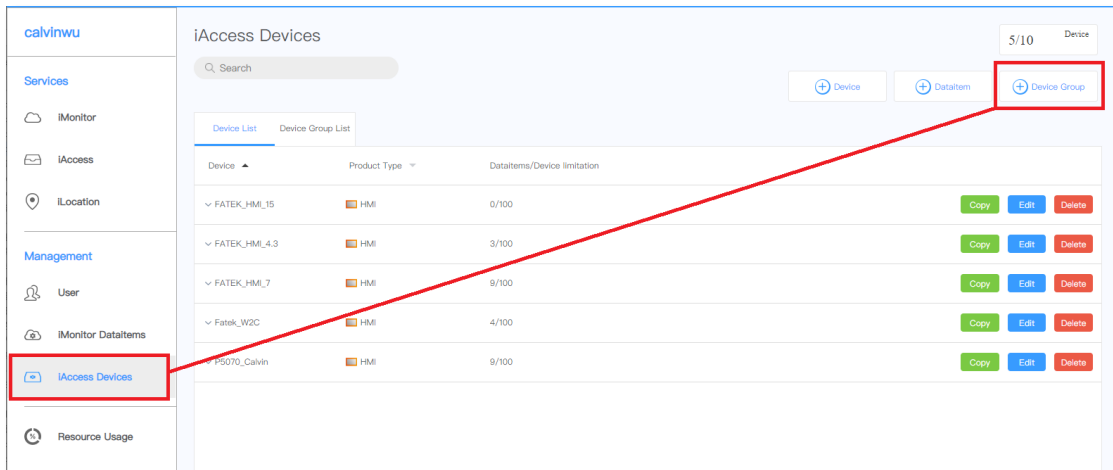 calvinwu
iAccess Devices
5/10 Device
Search
Services
Device Dataitem Device Group
iMonitor
Device List Device Group List
iAccess
Device Product Type Dataitems/Device limitation
iLocation
FATEK_HMI_15 HMI 0/100 Copy Edit Delete
FATEK_HMI_4.3 HMI 3/100 Copy Edit Delete
Management
FATEK_HMI_7 HMI 9/100 Copy Edit Delete
User
Fatek_W2C HMI 4/100 Copy Edit Delete
iMonitor Dataitems
P5070_Calvin HMI 9/100 Copy Edit Delete
iAccess Devices
Resource Usage